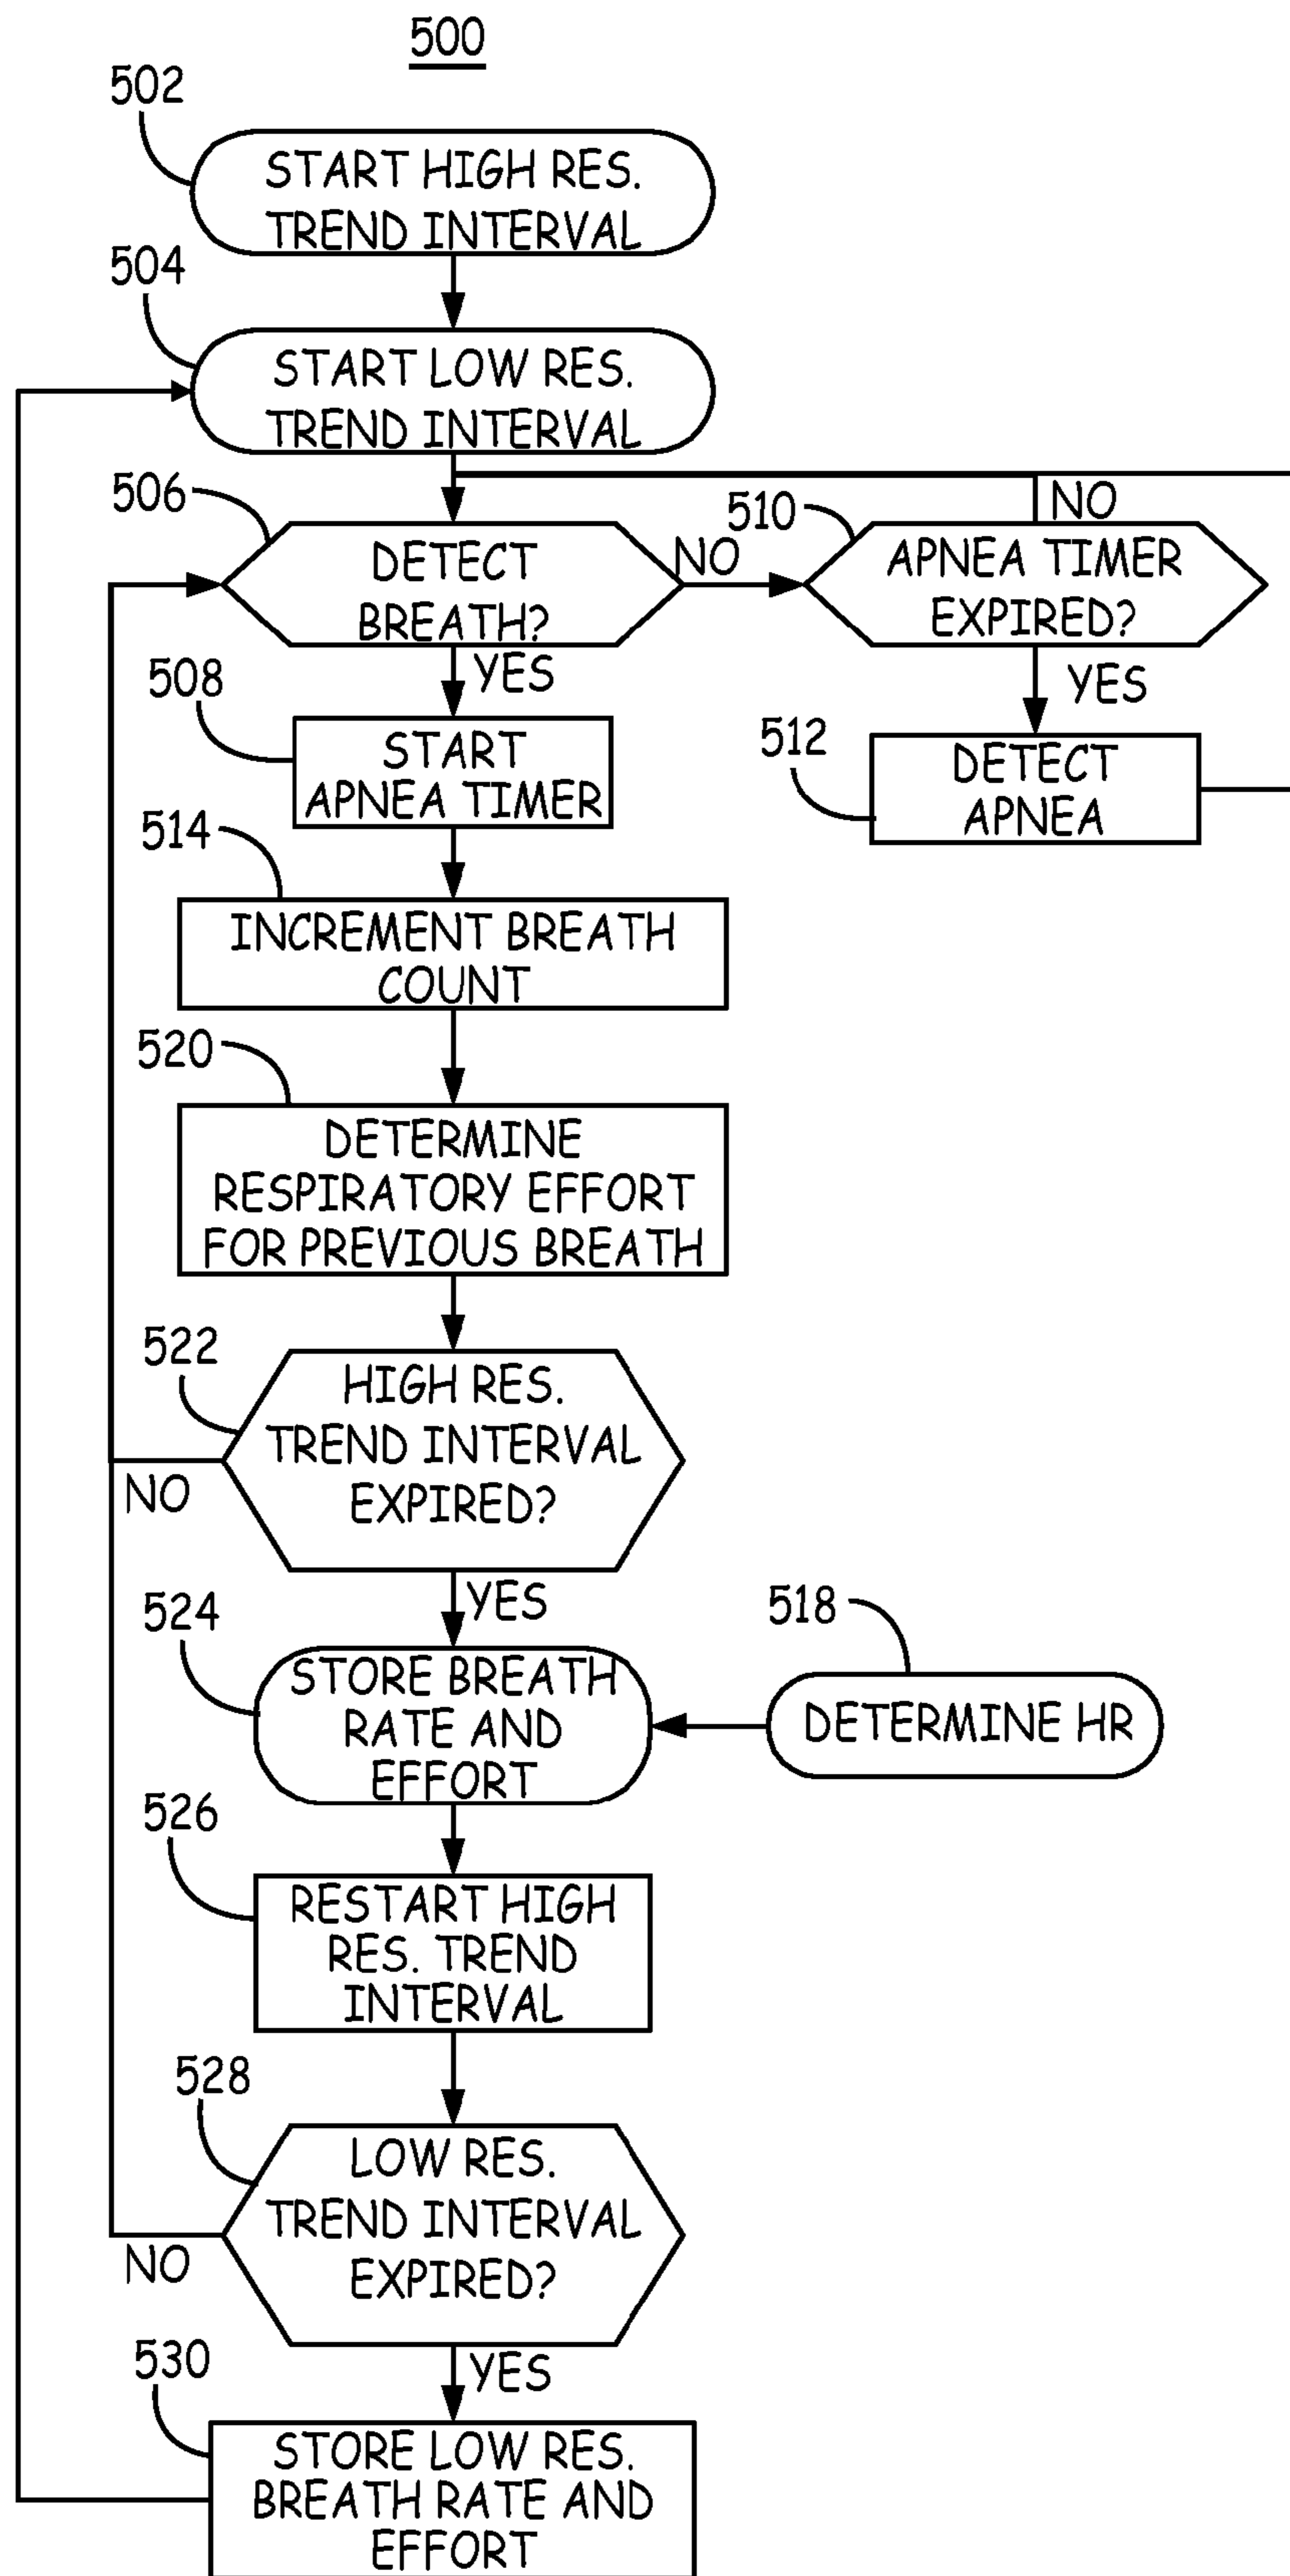 500
502
START HIGH RES.
TREND INTERVAL
504
START LOW RES.
TREND INTERVAL
506
DETECT
BREATH?
NO
510
NO
APNEA TIMER
EXPIRED?
YES
508
START
APNEA TIMER
YES
512
DETECT
APNEA
514
INCREMENT BREATH
COUNT
520
DETERMINE
RESPIRATORY EFFORT
FOR PREVIOUS BREATH
522
HIGH RES.
TREND INTERVAL
EXPIRED?
NO
YES
524
STORE BREATH
RATE AND
EFFORT
518
DETERMINE HR
526
RESTART HIGH
RES. TREND
INTERVAL
528
LOW RES.
TREND INTERVAL
EXPIRED?
NO
YES
530
STORE LOW RES.
BREATH RATE AND
EFFORT